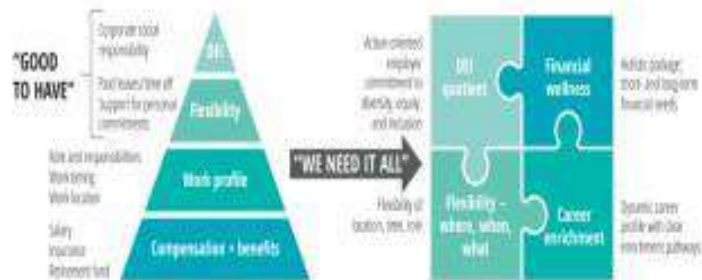 "GOOD
TO HAVE"
Corporate social
responsibility
Paid leaves/time off
Support for personal
commitments
Role and responsibilities
Work timing
Work location
Salary
Insurance
Retirement fund
DEI
Flexibility
Work profile
Compensation + benefits
"WE NEED IT ALL"
Action-oriented
employer
commitment to
diversity, equity,
and inclusion
Flexibility of
location, time, role
DEI
quotient
Financial
wellness
Flexibility –
where, when,
what
Career
enrichment
Holistic package,
short- and long-term
financial needs
Dynamic career
profile with clear
enrichment pathways